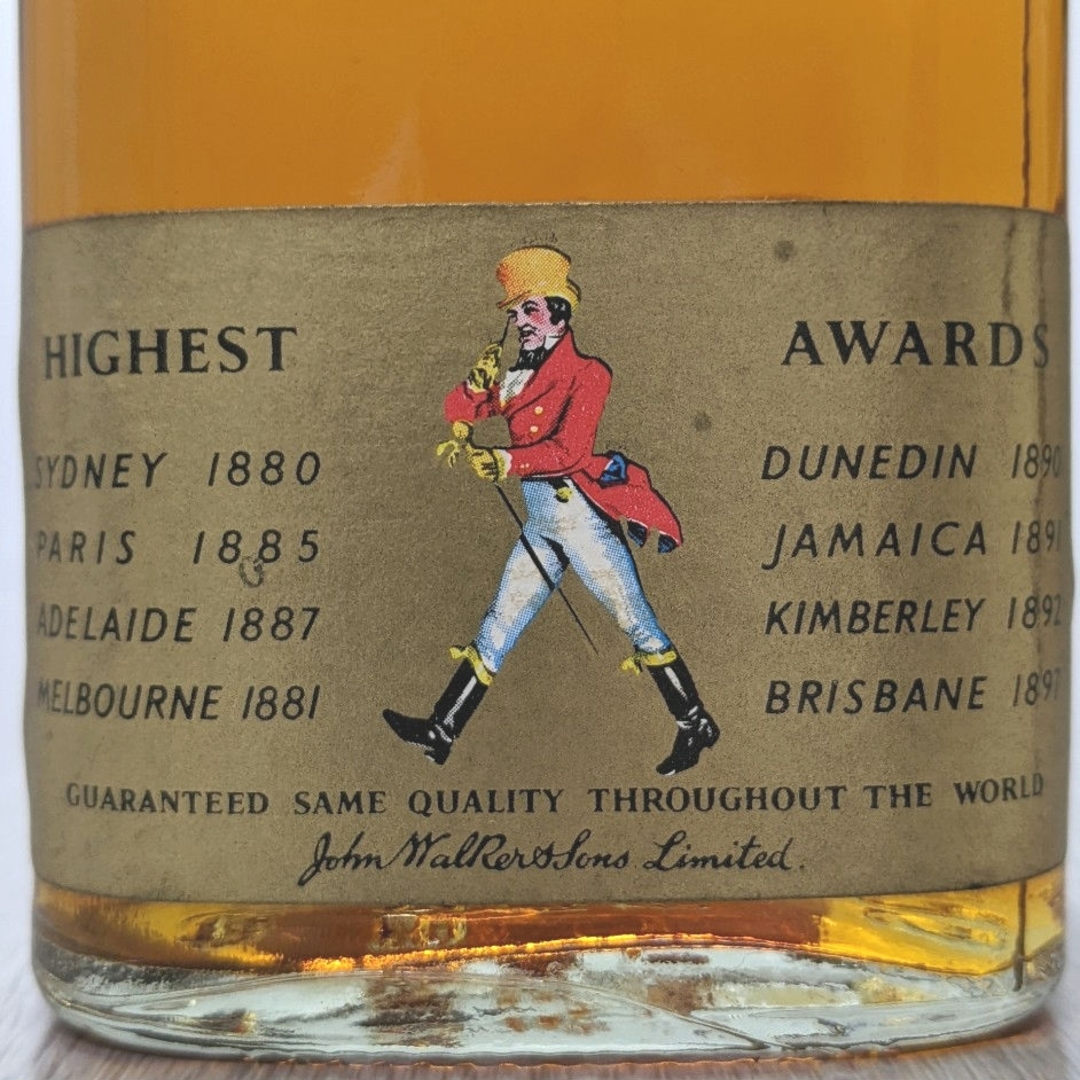 HIGHEST AWARDS
SYDNEY 1880 DUNEDIN 1890
PARIS 1885 JAMAICA 1891
ADELAIDE 1887 KIMBERLEY 1892
MELBOURNE 1881 BRISBANE 1897
GUARANTEED SAME QUALITY THROUGHOUT THE WORLD
John Walker & Sons Limited.